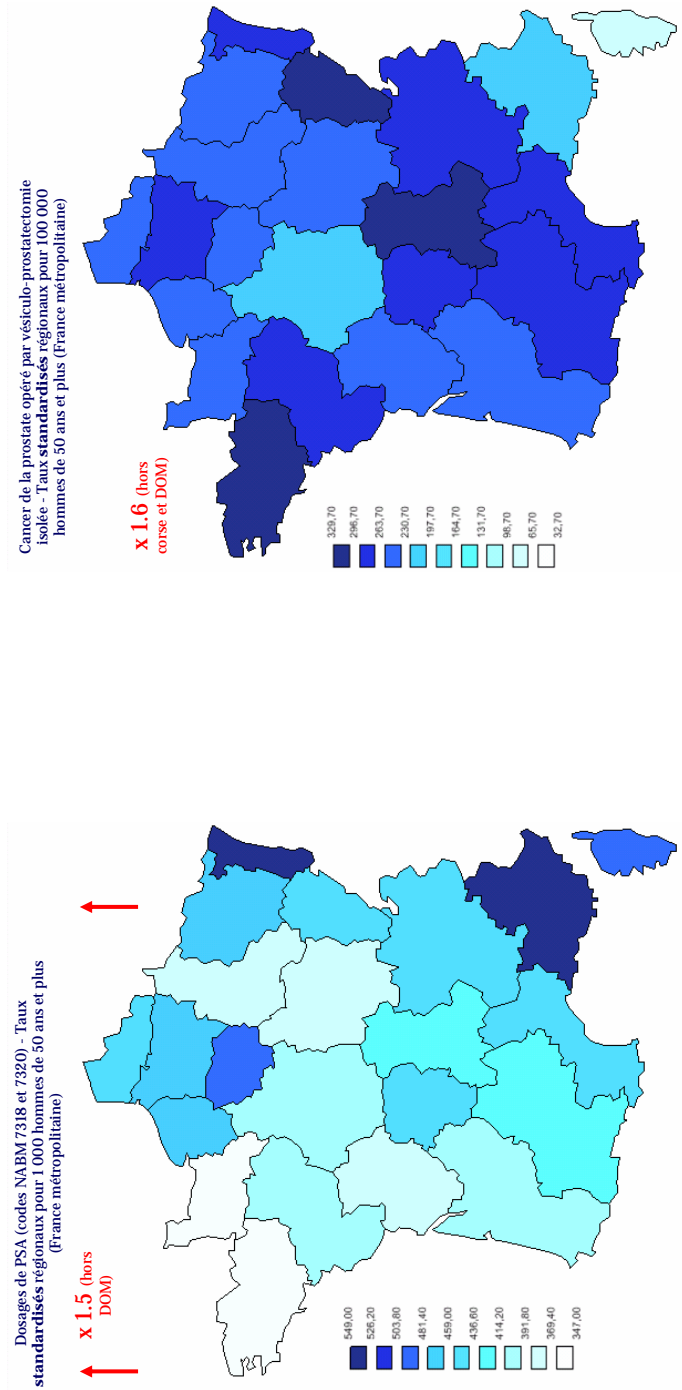 Cancer de la prostate opéré par vésiculo-prostatectomie
isolée - Taux standardisés régionaux pour 100 000
hommes de 50 ans et plus (France métropolitaine)
x 1.6 (hors
corse et DOM)
329,70
296,70
263,70
230,70
197,70
164,70
131,70
98,70
65,70
32,70
Dosages de PSA (codes NABM 7318 et 7320) - Taux
standardisés régionaux pour 1 000 hommes de 50 ans et plus
(France métropolitaine)
x 1.5 (hors
DOM)
549,00
526,20
503,80
481,40
459,00
436,60
414,20
391,80
369,40
347,00